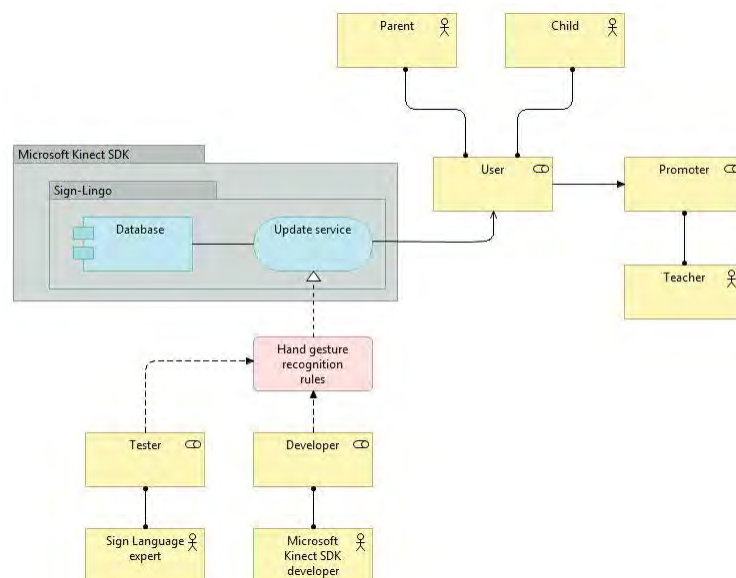 Parent
Child
Microsoft Kinect SDK
Sign-Lingo
User
Promoter
Database
Update service
Teacher
Hand gesture
recognition
rules
Tester
Developer
Sign Language
expert
Microsoft
Kinect SDK
developer